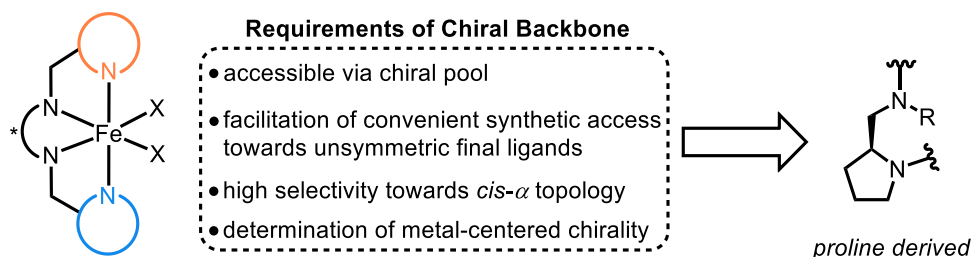 Requirements of Chiral Backbone
•accessible via chiral pool
•facilitation of convenient synthetic access
towards unsymmetric final ligands
•high selectivity towards cis-α topology
•determination of metal-centered chirality
N
N
*
N
N
Fe
X
X
N
R
N
proline derived